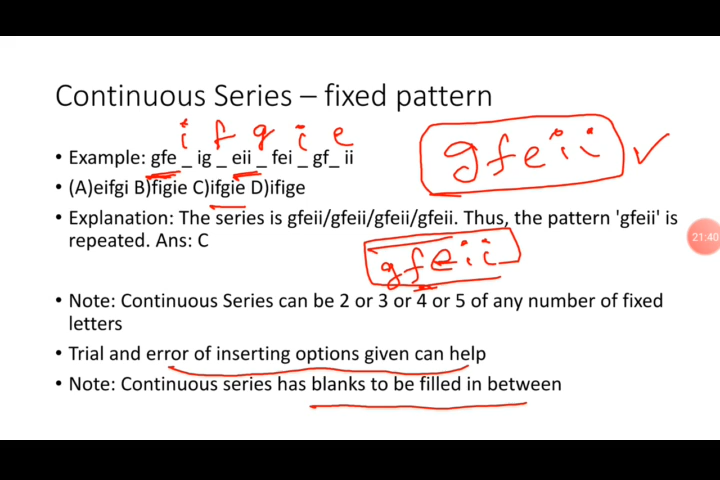 Continuous Series – fixed pattern
i f g i e
gfeii
• Example: gfe _ ig _ eii _ fei _ gf_ ii
• (A)eifgi B)figie C)ifgie D)ifige
• Explanation: The series is gfeii/gfeii/gfeii/gfeii. Thus, the pattern 'gfeii' is
repeated. Ans: C
gfeii
21:40
• Note: Continuous Series can be 2 or 3 or 4 or 5 of any number of fixed
letters
• Trial and error of inserting options given can help
• Note: Continuous series has blanks to be filled in between